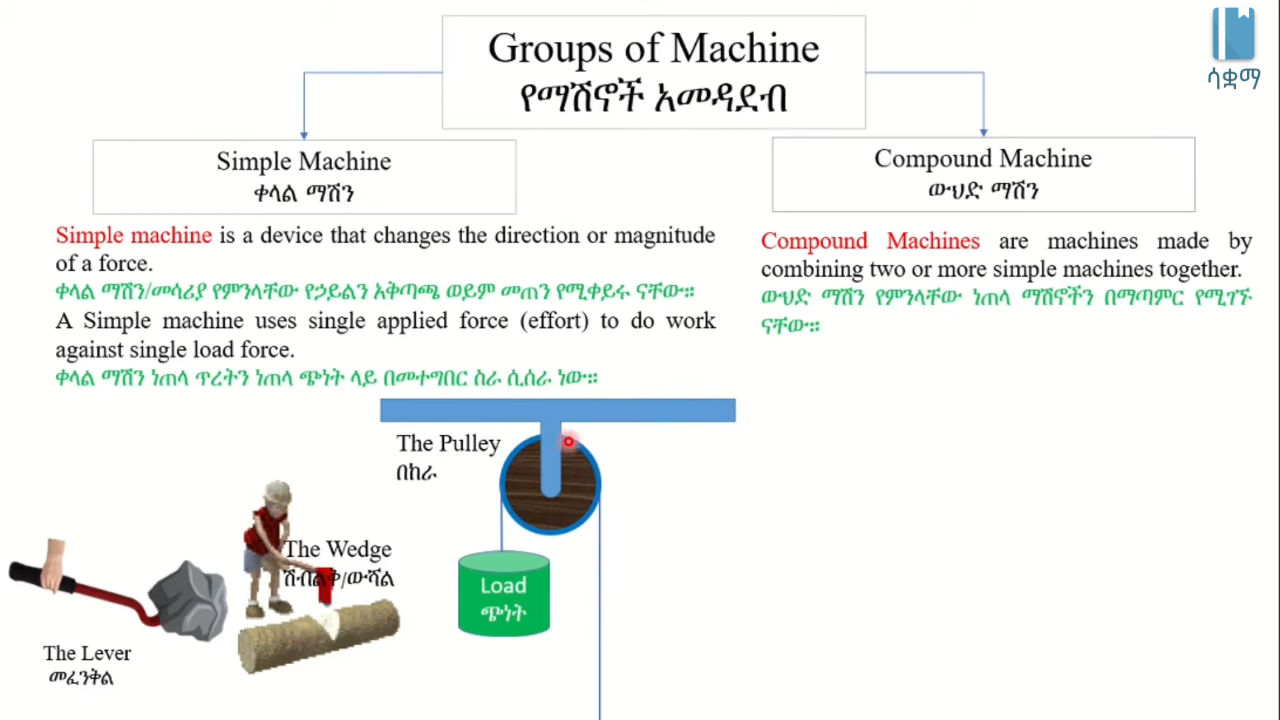 Groups of Machine
የማሽኖች አመዳደብ
ሳቋማ
Simple Machine
ቀላል ማሽን
Compound Machine
ውህድ ማሽን
Simple machine is a device that changes the direction or magnitude
of a force.
ቀላል ማሽን/መሳሪያ የምንላቸው የኃይልን አቅጣጫ ወይም መጠን የሚቀይሩ ናቸው።
A Simple machine uses single applied force (effort) to do work
against single load force.
ቀላል ማሽን ነጠላ ጥረትን ነጠላ ጭነት ላይ በመተግበር ስራ ሲሰራ ነው።
Compound Machines are machines made by
combining two or more simple machines together.
ውህድ ማሽን የምንላቸው ነጠላ ማሽኖችን በማጣምር የሚገኙ
ናቸው።
The Pulley
በከራ
The Wedge
ሽብልቅ/ውሻል
Load
ጭነት
The Lever
መፈንቅል